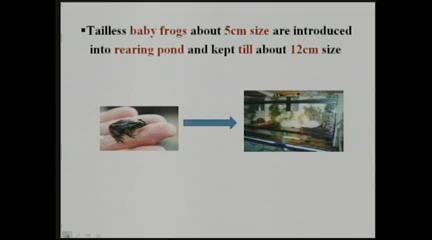 ▪Tailless baby frogs about 5cm size are introduced
into rearing pond and kept till about 12cm size